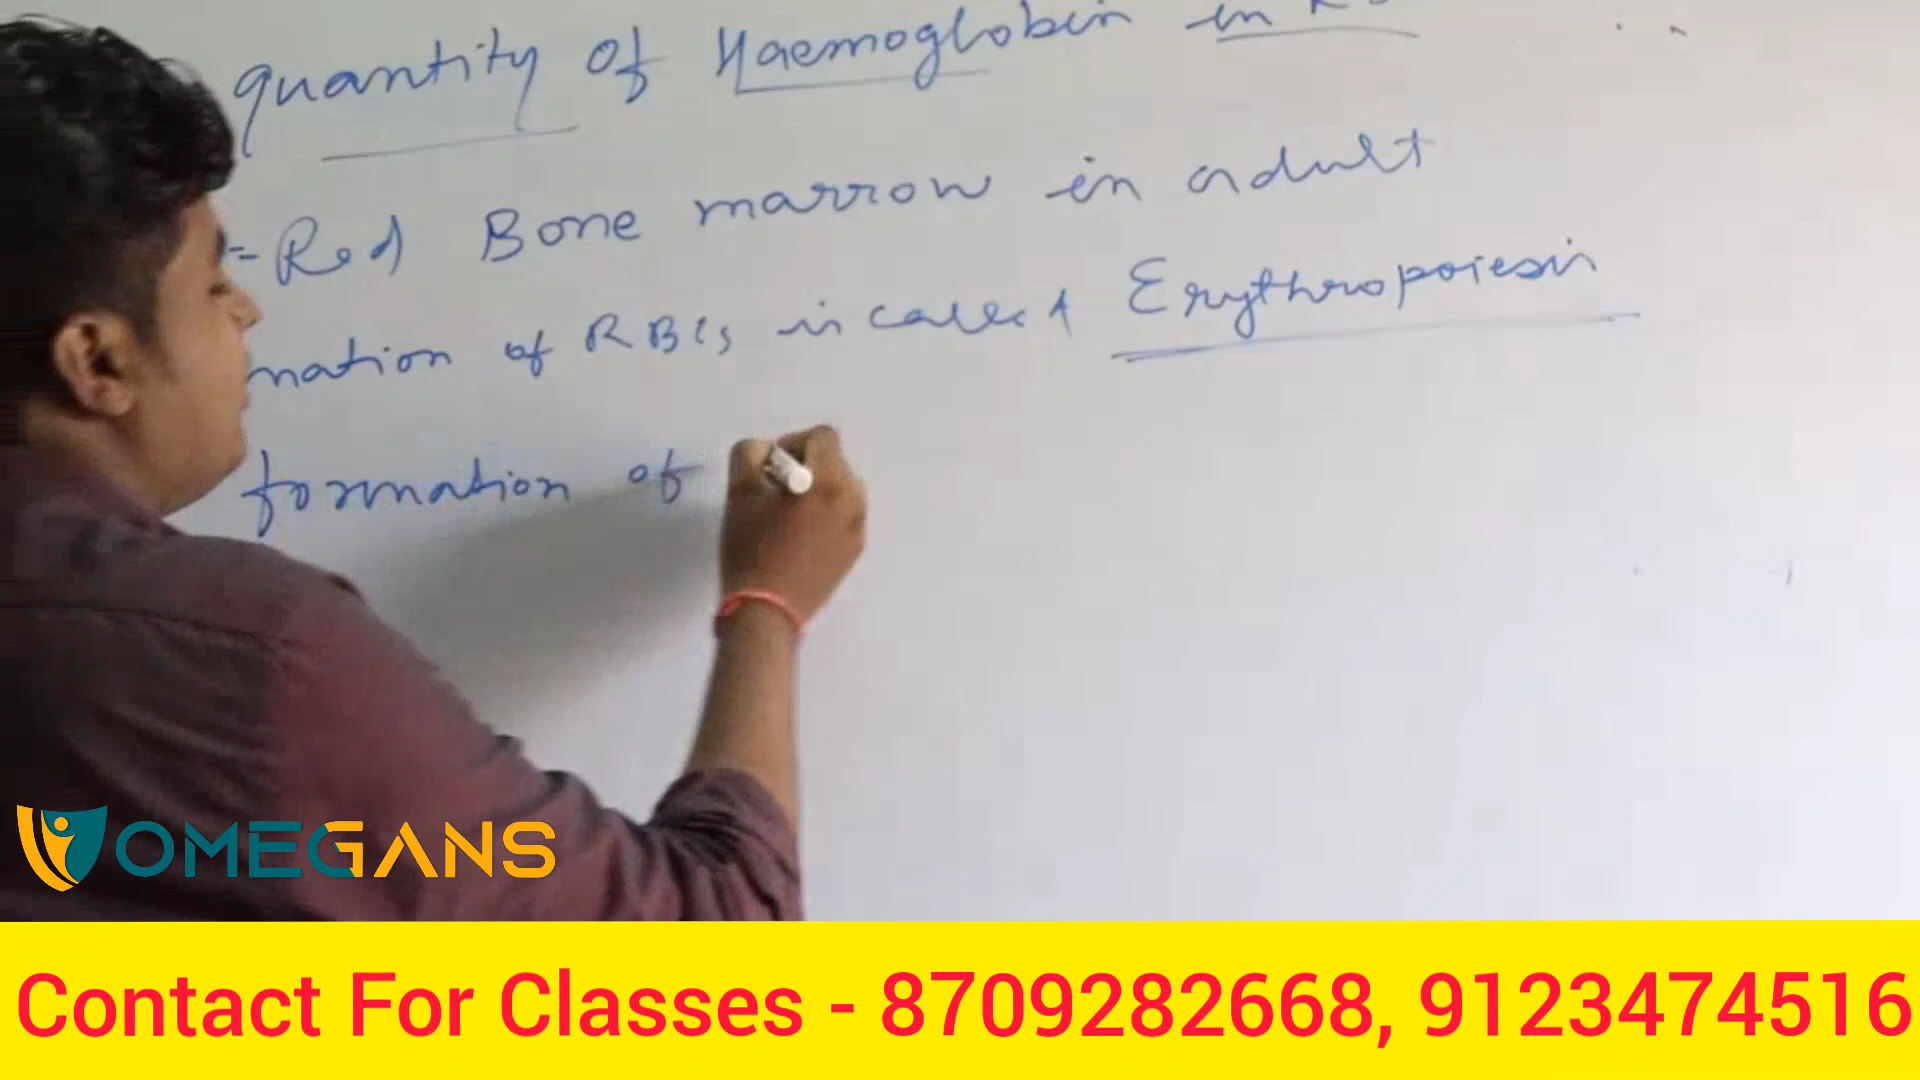 quantity of Haemoglobin in
= Red Bone marrow in adult
mation of RBCs is called Erythropoiesis
formation of
OMEGANS
Contact For Classes - 8709282668, 9123474516